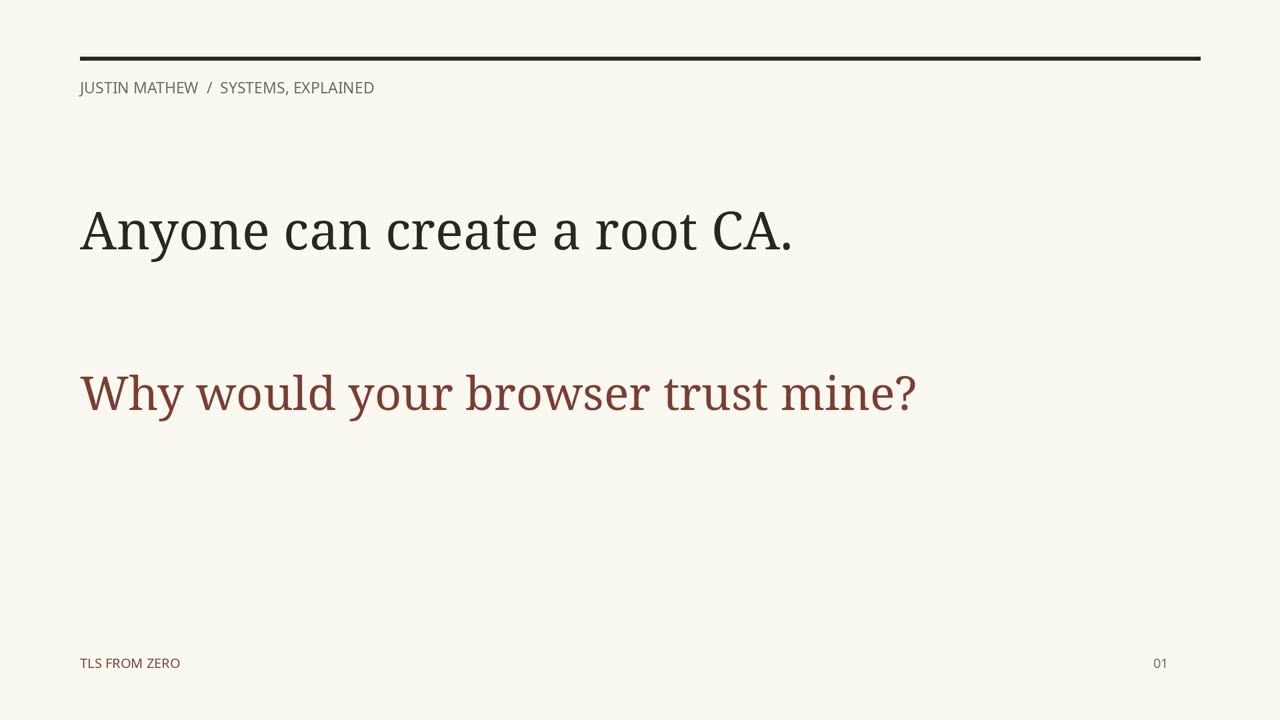 JUSTIN MATHEW / SYSTEMS, EXPLAINED
Anyone can create a root CA.
Why would your browser trust mine?
TLS FROM ZERO
01